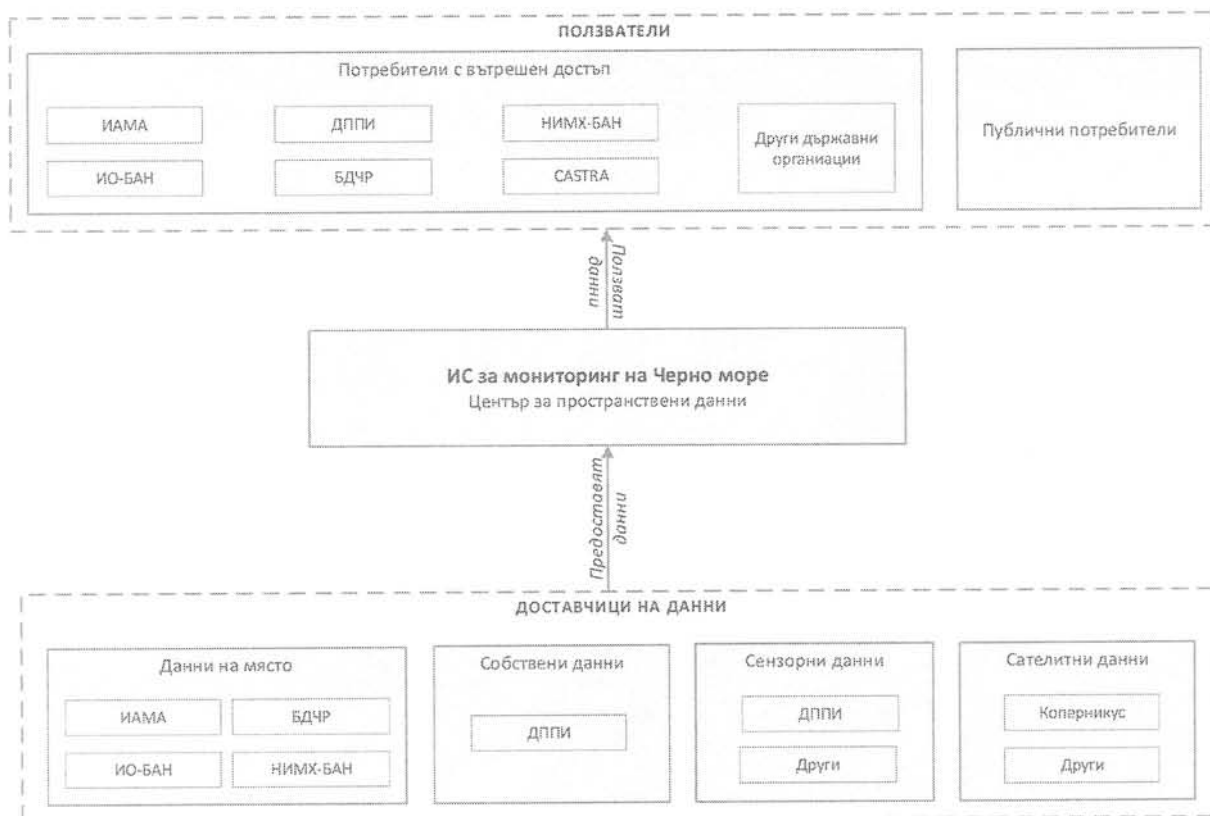 ПОЛЗВАТЕЛИ
Потребители с вътрешен достъп
ИАМА
ДППИ
НИМХ-БАН
Други държавни
органиации
ИО-БАН
БДЧР
CASTRA
Публични потребители
Ползват
данни
ИС за мониторинг на Черно море
Център за пространствени данни
Предоставят
данни
ДОСТАВЧИЦИ НА ДАННИ
Данни на място
ИАМА
БДЧР
ИО-БАН
НИМХ-БАН
Собствени данни
ДППИ
Сензорни данни
ДППИ
Други
Сателитни данни
Коперникус
Други